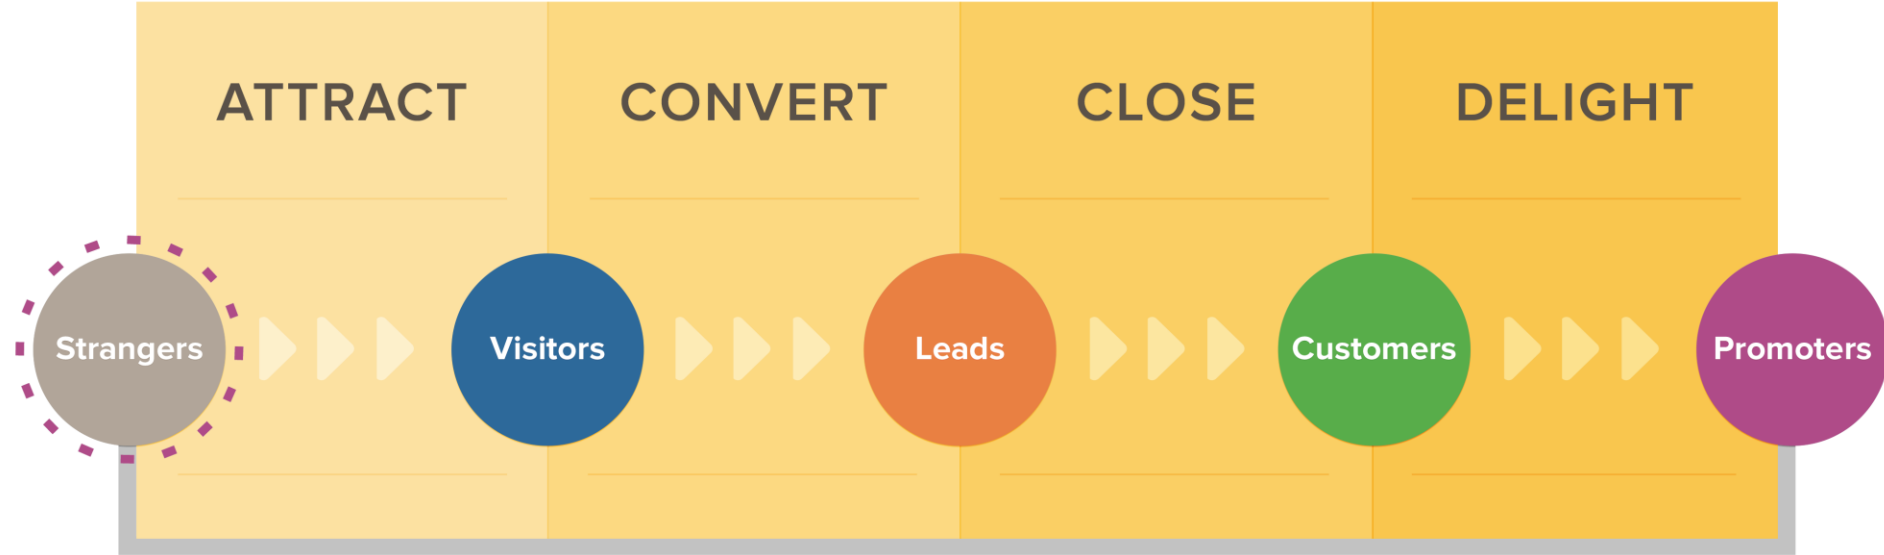 ATTRACT
CONVERT
CLOSE
DELIGHT
Strangers
Visitors
Leads
Customers
Promoters